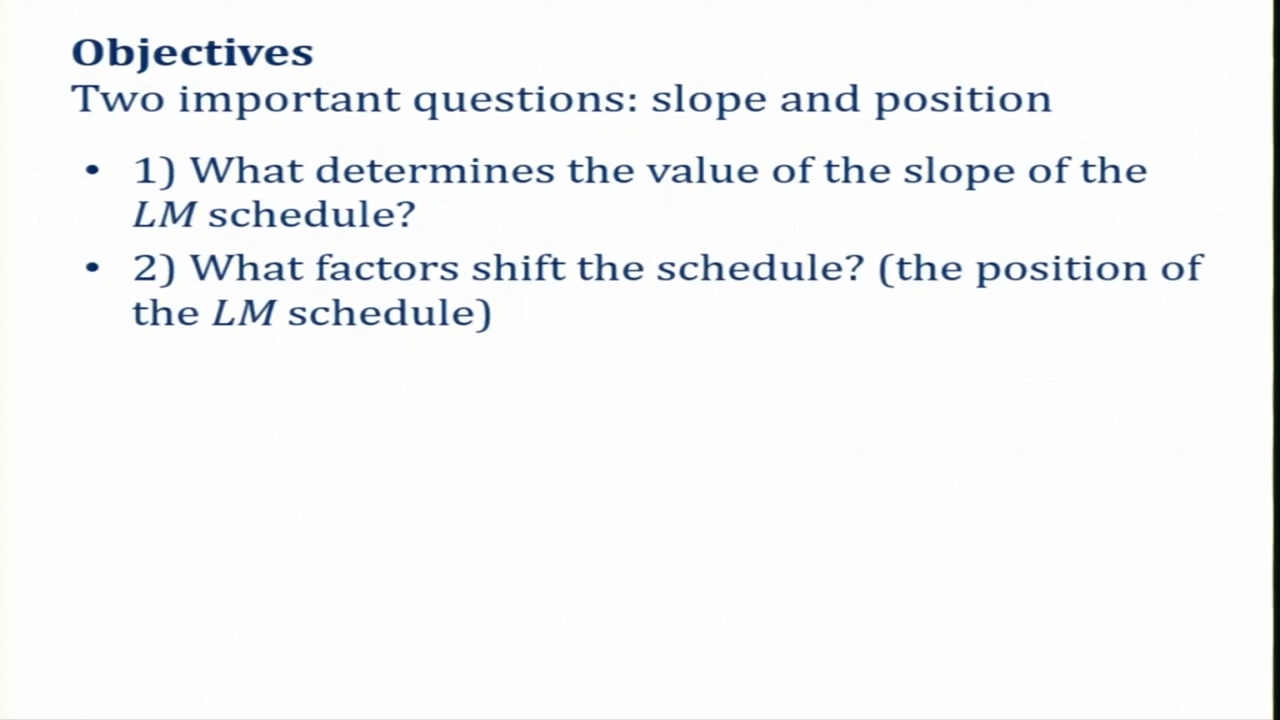 Objectives
Two important questions: slope and position
• 1) What determines the value of the slope of the
LM schedule?
• 2) What factors shift the schedule? (the position of
the LM schedule)